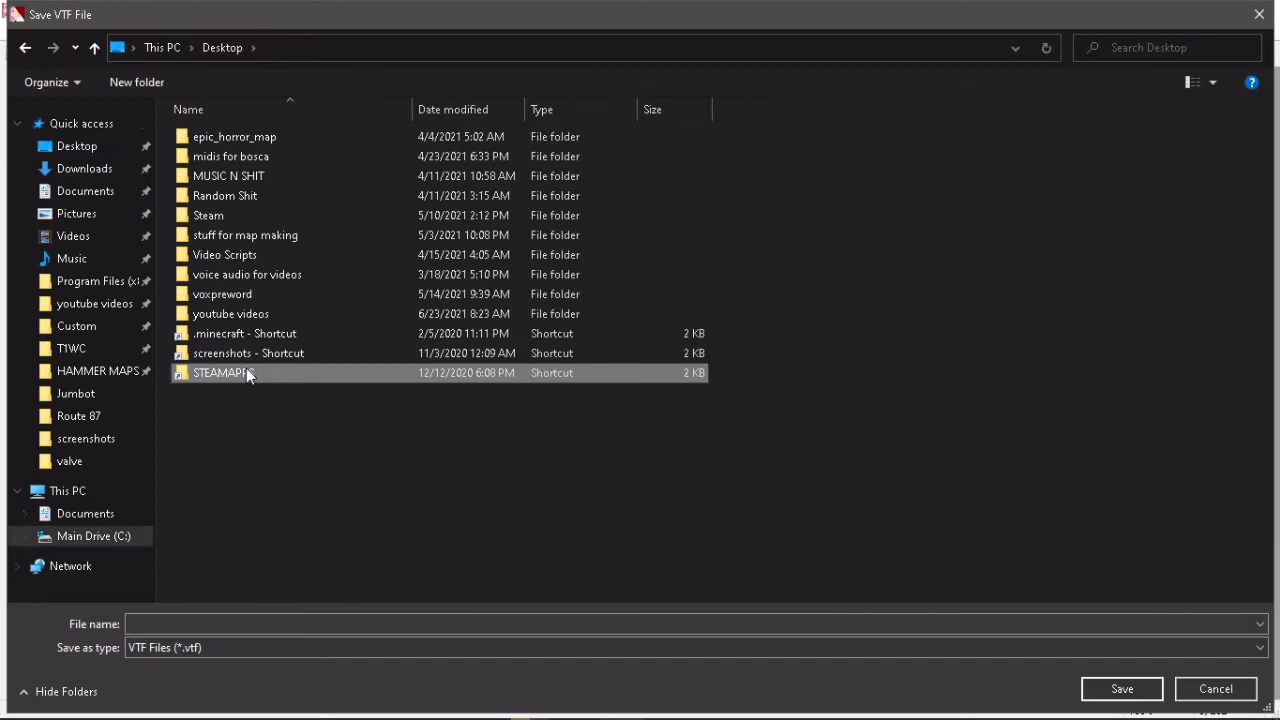 Save VTF File
This PC Desktop
Search Desktop
Organize New folder
Name Date modified Type Size
Quick access
Desktop
Downloads
Documents
Pictures
Videos
Music
Program Files (x
youtube videos
Custom
T1WC
HAMMER MAPS
Jumbot
Route 87
screenshots
valve
This PC
Documents
Main Drive (C:)
Network
epic_horror_map 4/4/2021 5:02 AM File folder
midis for bosca 4/23/2021 6:33 PM File folder
MUSIC N SHIT 4/11/2021 10:58 AM File folder
Random Shit 4/11/2021 3:15 AM File folder
Steam 5/10/2021 2:12 PM File folder
stuff for map making 5/3/2021 10:08 PM File folder
Video Scripts 4/15/2021 4:05 AM File folder
voice audio for videos 3/18/2021 5:10 PM File folder
voxpreword 5/14/2021 9:39 AM File folder
youtube videos 6/23/2021 8:23 AM File folder
.minecraft - Shortcut 2/5/2020 11:11 PM Shortcut 2 KB
screenshots - Shortcut 11/3/2020 12:09 AM Shortcut 2 KB
STEAMAPPS 12/12/2020 6:08 PM Shortcut 2 KB
File name:
Save as type: VTF Files (*.vtf)
Hide Folders
Save Cancel